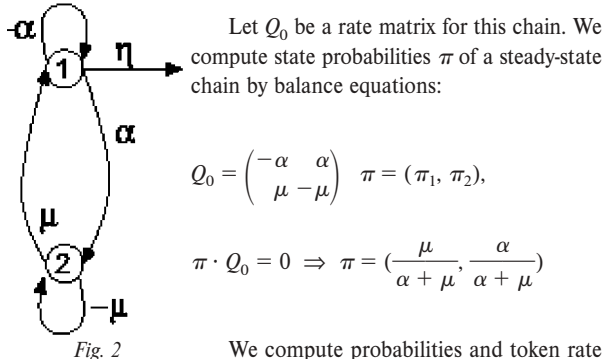 -α
1
η
α
μ
2
-μ
Fig. 2
Let Q₀ be a rate matrix for this chain. We
compute state probabilities π of a steady-state
chain by balance equations:
Q₀ = (−α α
μ −μ) π = (π₁, π₂),
π · Q₀ = 0 ⇒ π = (μ/(α + μ), α/(α + μ))
We compute probabilities and token rate